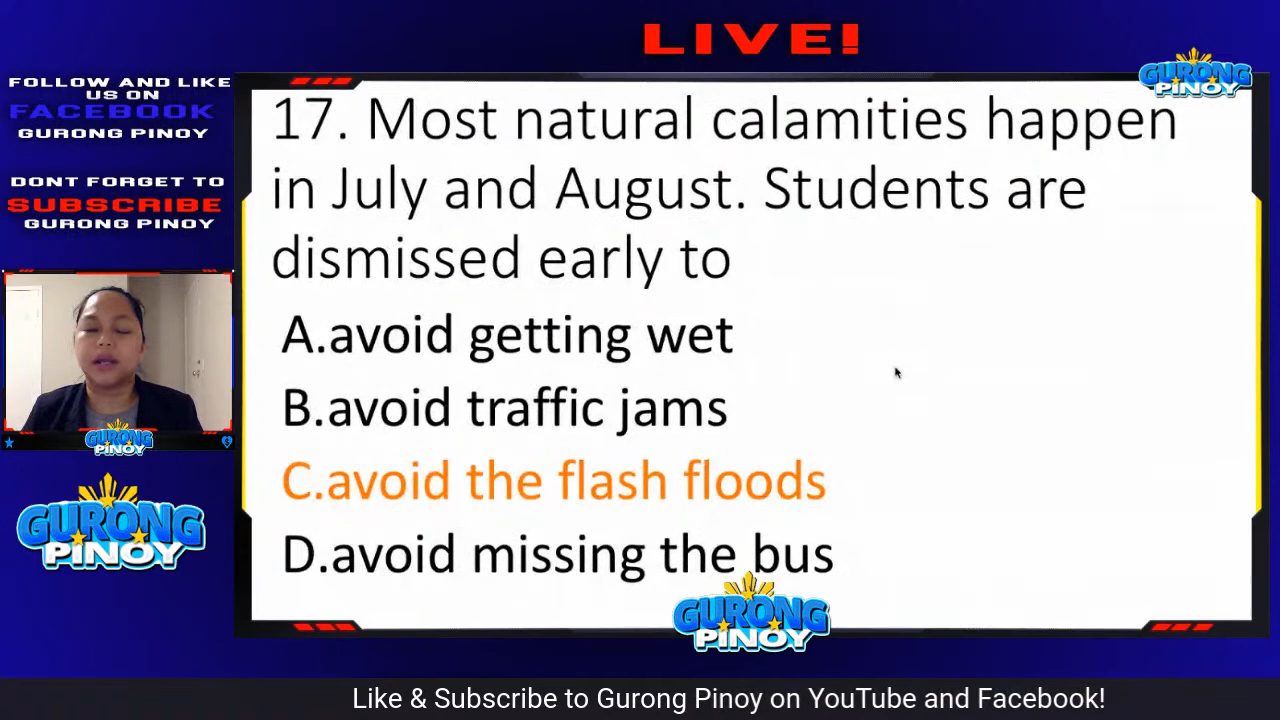 LIVE!
GURONG
PINOY
FOLLOW AND LIKE
US ON
FACEBOOK
GURONG PINOY
DONT FORGET TO
SUBSCRIBE
GURONG PINOY
17. Most natural calamities happen
in July and August. Students are
dismissed early to
A.avoid getting wet
B.avoid traffic jams
C.avoid the flash floods
D.avoid missing the bus
GURONG
PINOY
GURONG
PINOY
GURONG
PINOY
Like & Subscribe to Gurong Pinoy on YouTube and Facebook!